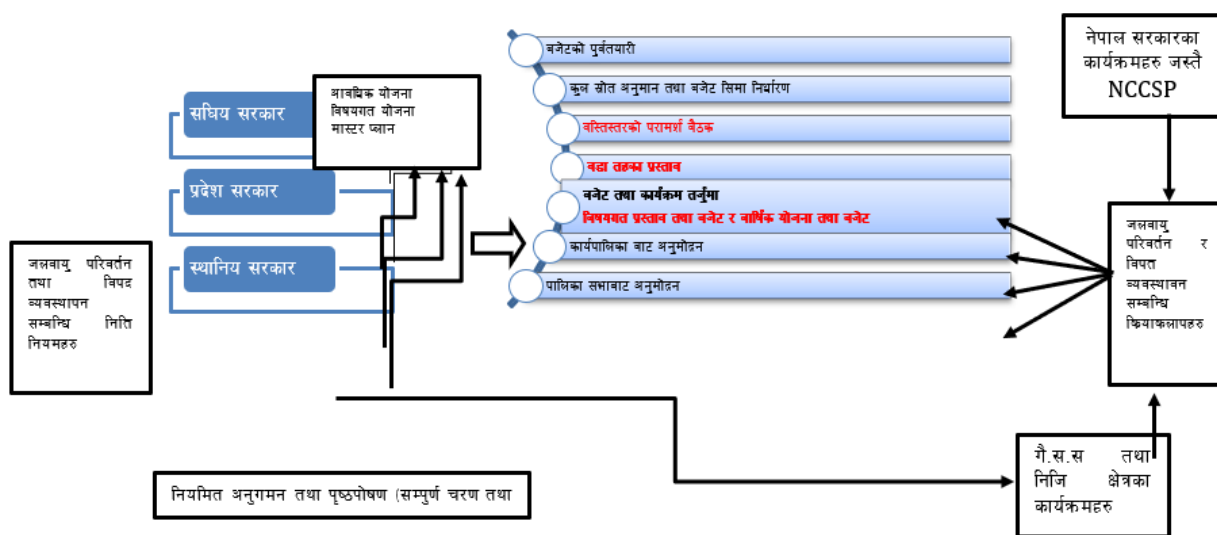 जलवायु परिवर्तन
तथा विपद
व्यवस्थापन
सम्बन्धि निति
नियमहरु
सघिय सरकार
प्रदेश सरकार
स्थानिय सरकार
आवधिक योजना
विषयगत योजना
मास्टर प्लान
बजेटको पुर्वतयारी
कुल स्रोत अनुमान तथा बजेट सिमा निर्धारण
वस्तिस्तरको परामर्श बैठक
वडा तहका प्रस्ताव
बजेट तथा कार्यक्रम तर्जुमा
विषयगत प्रस्ताव तथा बजेट र वार्षिक योजना तथा बजेट
कार्यपालिका बाट अनुमोदन
पालिका सभाबाट अनुमोदन
नेपाल सरकारका
कार्यक्रमहरु जस्तै
NCCSP
जलवायु
परिवर्तन र
विपत
व्यवस्थावन
सम्बन्धि
क्रियाकलापहरु
गै.स.स तथा
निजि क्षेत्रका
कार्यक्रमहरु
नियमित अनुगमन तथा पृष्ठपोषण (सम्पुर्ण चरण तथा